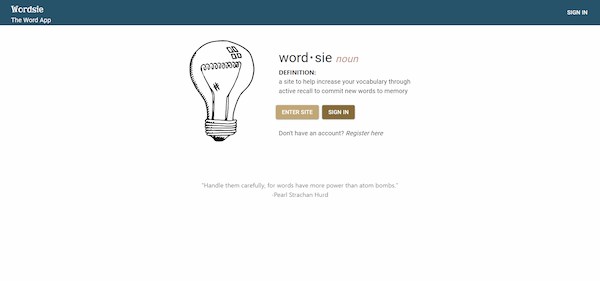 Wordsie
The Word App
SIGN IN
word·sie noun
DEFINITION:
a site to help increase your vocabulary through
active recall to commit new words to memory
ENTER SITE
SIGN IN
Don't have an account? Register here
"Handle them carefully, for words have more power than atom bombs."
-Pearl Strachan Hurd